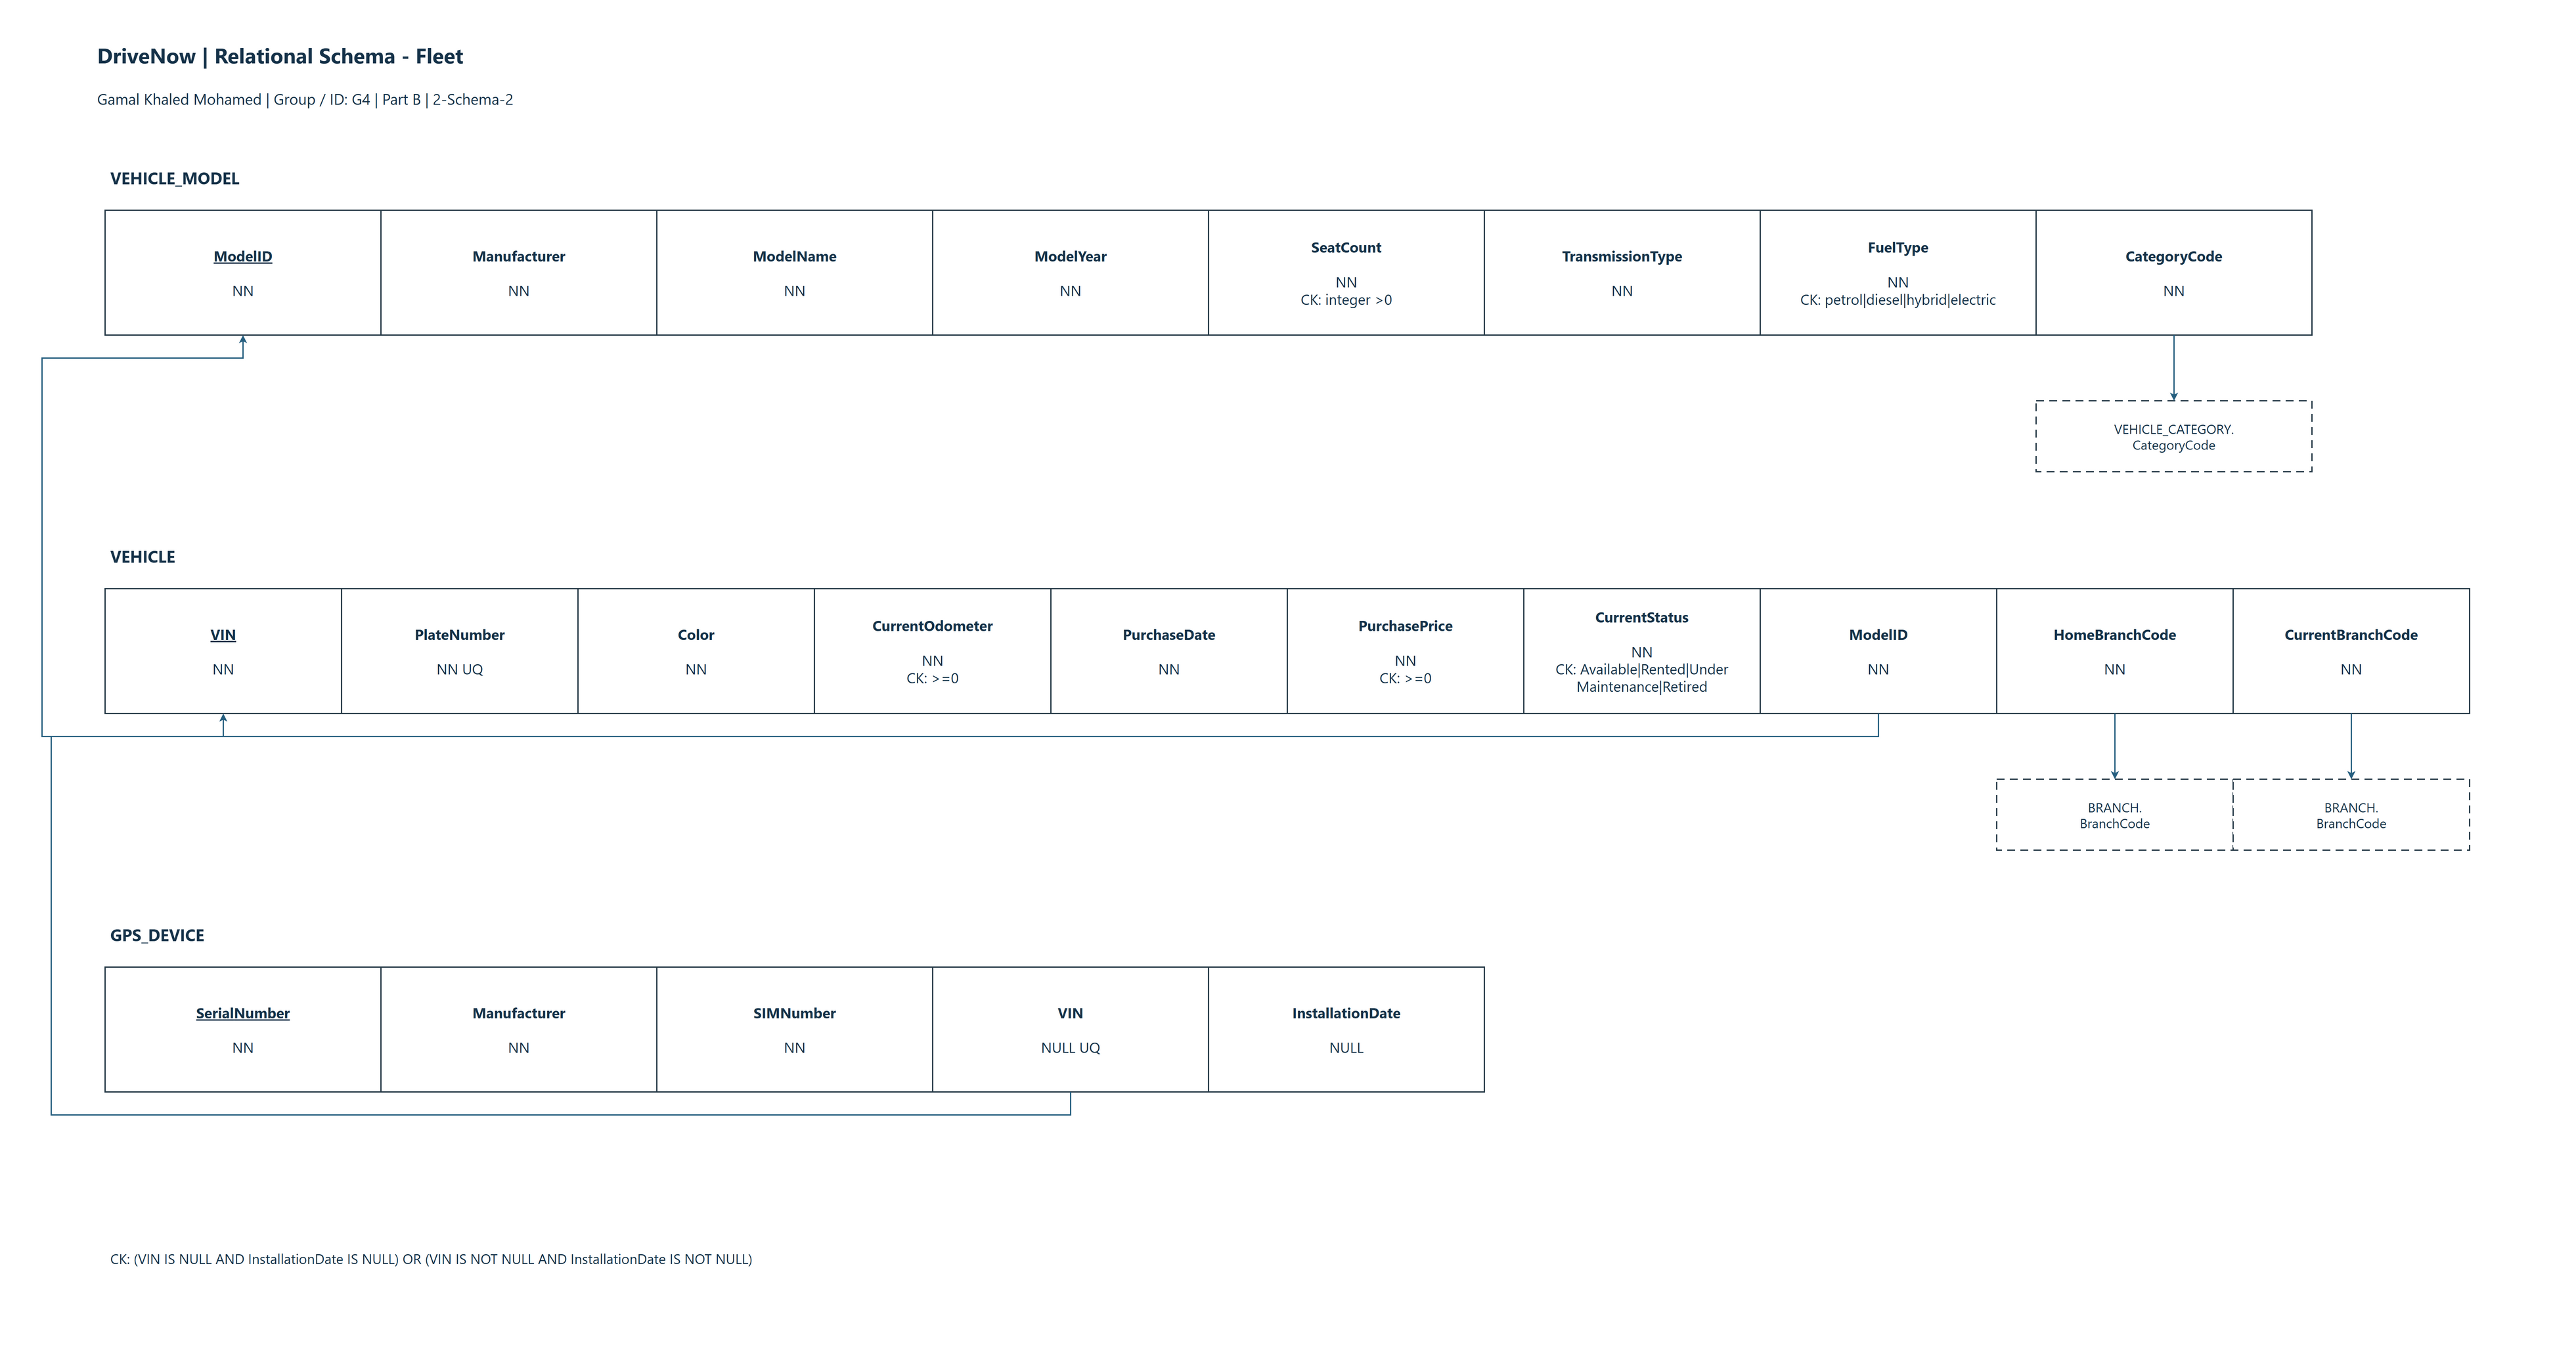 DriveNow | Relational Schema - Fleet
Gamal Khaled Mohamed | Group / ID: G4 | Part B | 2-Schema-2
VEHICLE_MODEL
ModelID
NN
Manufacturer
NN
ModelName
NN
ModelYear
NN
SeatCount
NN
CK: integer >0
TransmissionType
NN
FuelType
NN
CK: petrol|diesel|hybrid|electric
CategoryCode
NN
VEHICLE_CATEGORY.
CategoryCode
VEHICLE
VIN
NN
PlateNumber
NN UQ
Color
NN
CurrentOdometer
NN
CK: >=0
PurchaseDate
NN
PurchasePrice
NN
CK: >=0
CurrentStatus
NN
CK: Available|Rented|Under
Maintenance|Retired
ModelID
NN
HomeBranchCode
NN
CurrentBranchCode
NN
BRANCH.
BranchCode
BRANCH.
BranchCode
GPS_DEVICE
SerialNumber
NN
Manufacturer
NN
SIMNumber
NN
VIN
NULL UQ
InstallationDate
NULL
CK: (VIN IS NULL AND InstallationDate IS NULL) OR (VIN IS NOT NULL AND InstallationDate IS NOT NULL)